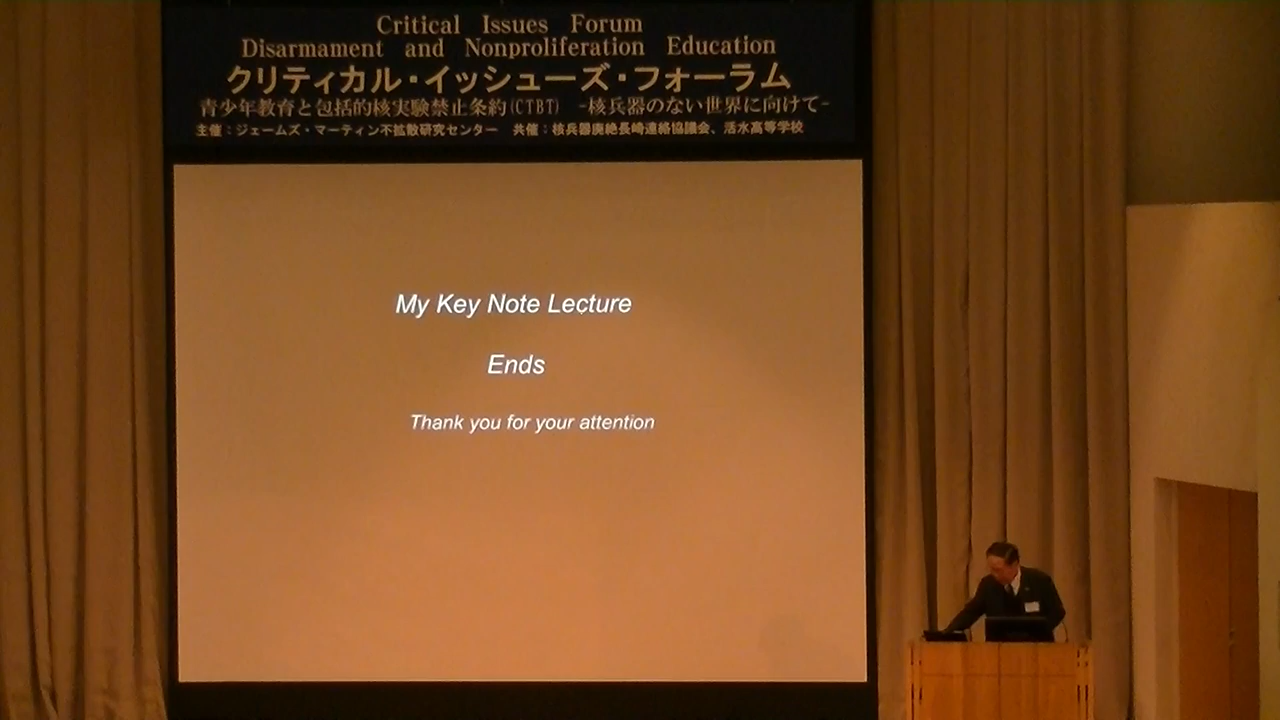 Critical Issues Forum
Disarmament and Nonproliferation Education
クリティカル・イッシューズ・フォーラム
青少年教育と包括的核実験禁止条約(CTBT) -核兵器のない世界に向けて-
主催：ジェームズ・マーティン不拡散研究センター 共催：核兵器廃絶長崎連絡協議会、活水高等学校
My Key Note Lecture
Ends
Thank you for your attention